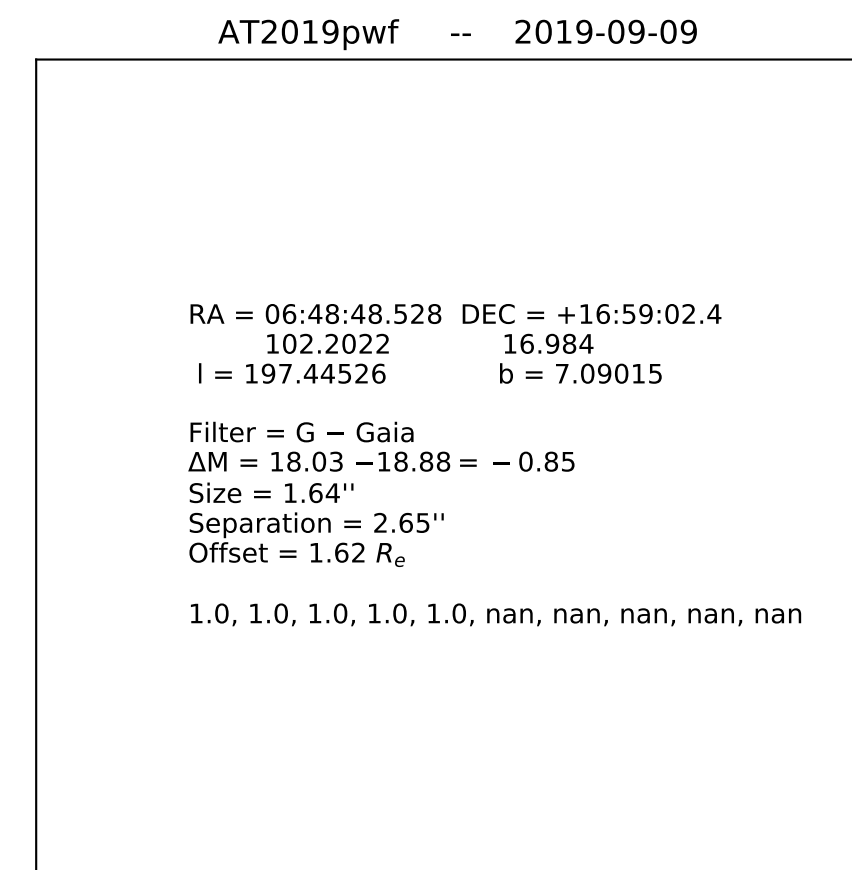 AT2019pwf -- 2019-09-09
RA = 06:48:48.528 DEC = +16:59:02.4
102.2022 16.984
l = 197.44526 b = 7.09015
Filter = G − Gaia
ΔM = 18.03 −18.88 = − 0.85
Size = 1.64''
Separation = 2.65''
Offset = 1.62 Rₑ
1.0, 1.0, 1.0, 1.0, 1.0, nan, nan, nan, nan, nan